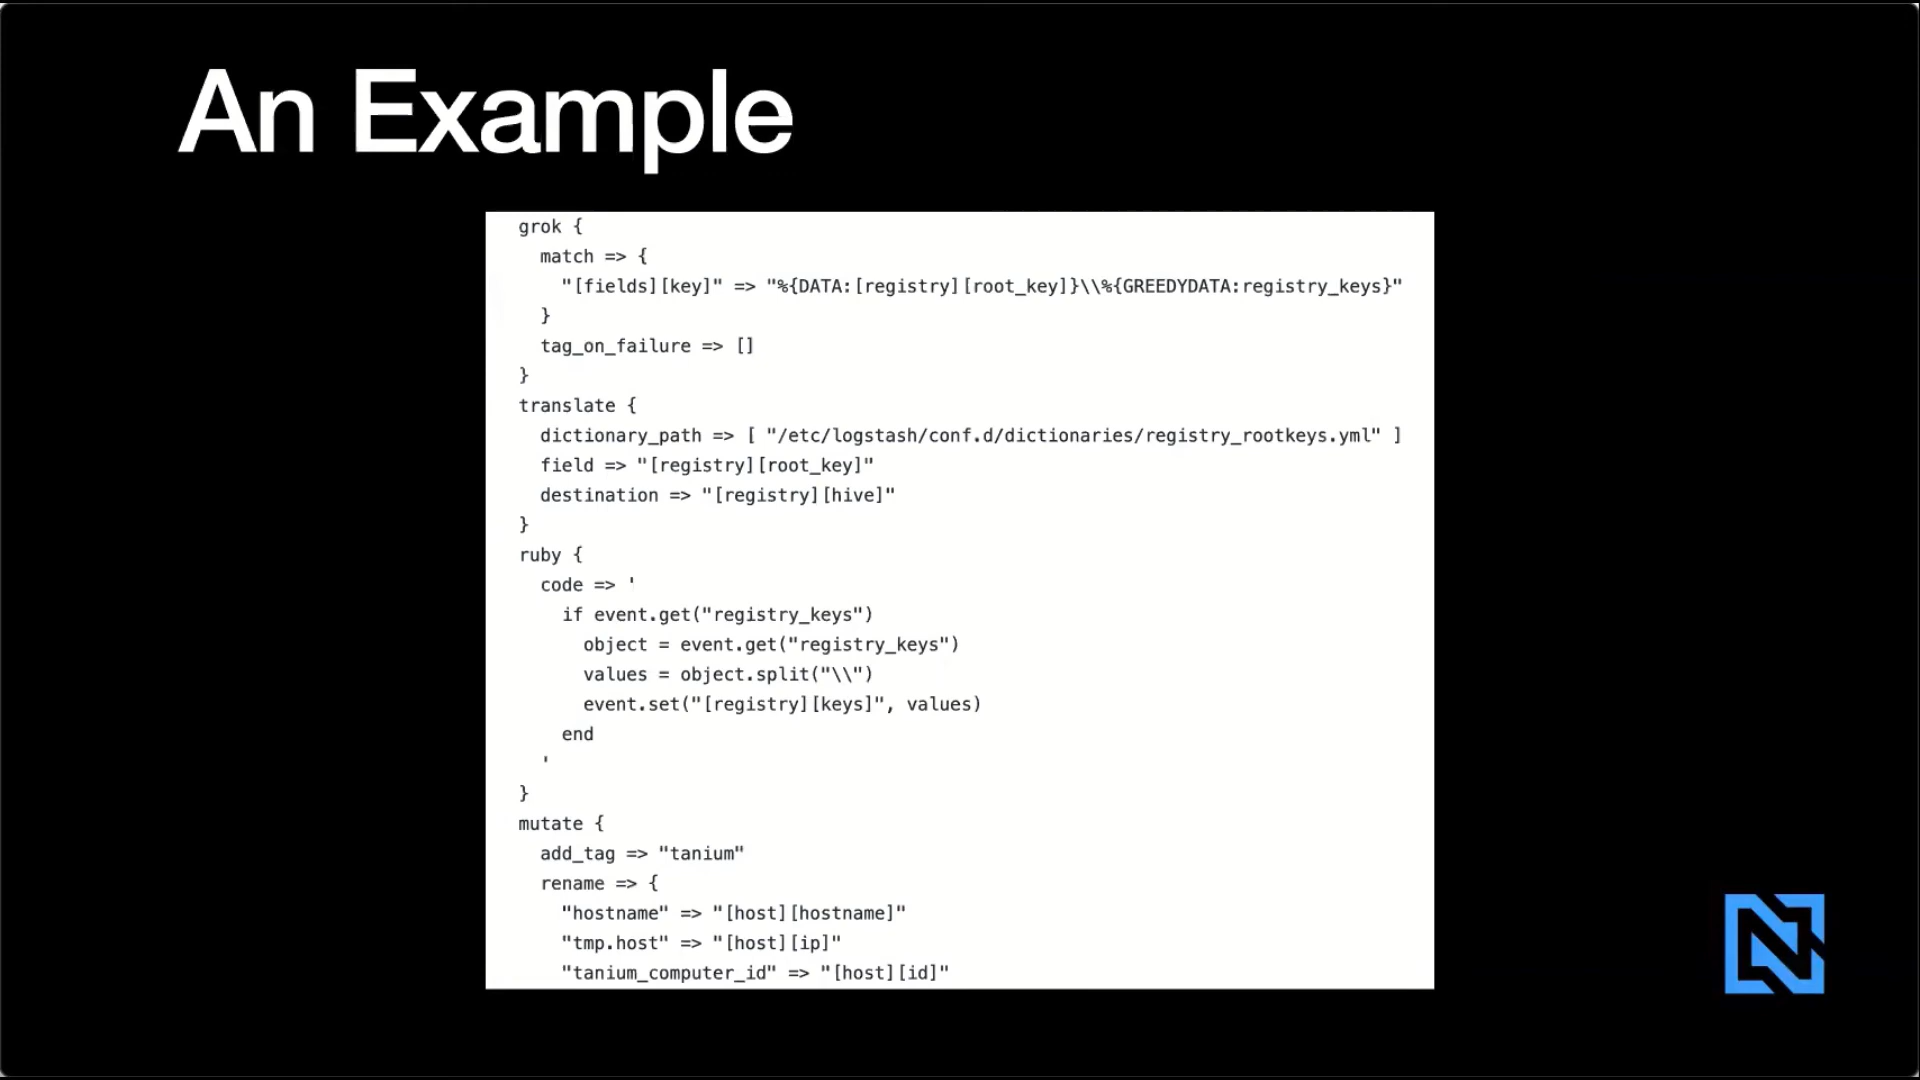 An Example
grok {
match => {
"[fields][key]" => "%{DATA:[registry][root_key]}\\%{GREEDYDATA:registry_keys}"
}
tag_on_failure => []
}
translate {
dictionary_path => [ "/etc/logstash/conf.d/dictionaries/registry_rootkeys.yml" ]
field => "[registry][root_key]"
destination => "[registry][hive]"
}
ruby {
code => '
if event.get("registry_keys")
object = event.get("registry_keys")
values = object.split("\\")
event.set("[registry][keys]", values)
end
'
}
mutate {
add_tag => "tanium"
rename => {
"hostname" => "[host][hostname]"
"tmp.host" => "[host][ip]"
"tanium_computer_id" => "[host][id]"